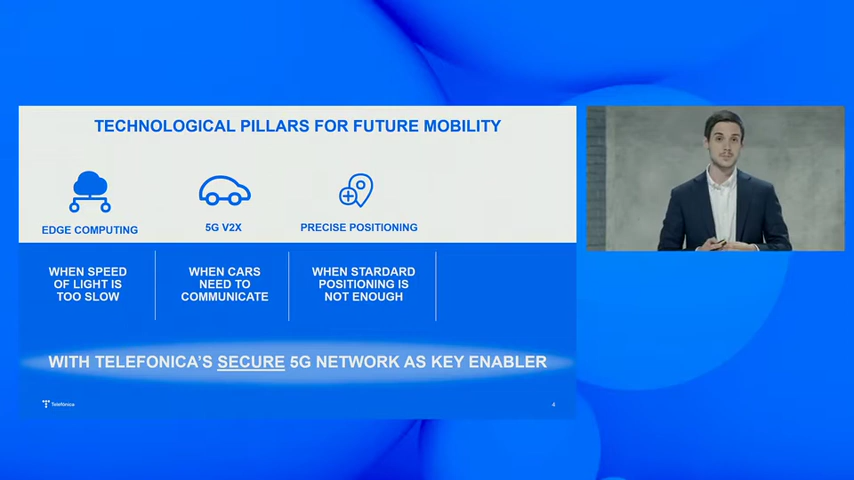 TECHNOLOGICAL PILLARS FOR FUTURE MOBILITY
EDGE COMPUTING
5G V2X
PRECISE POSITIONING
WHEN SPEED
OF LIGHT IS
TOO SLOW
WHEN CARS
NEED TO
COMMUNICATE
WHEN STARDARD
POSITIONING IS
NOT ENOUGH
WITH TELEFONICA'S SECURE 5G NETWORK AS KEY ENABLER
Telefónica
4